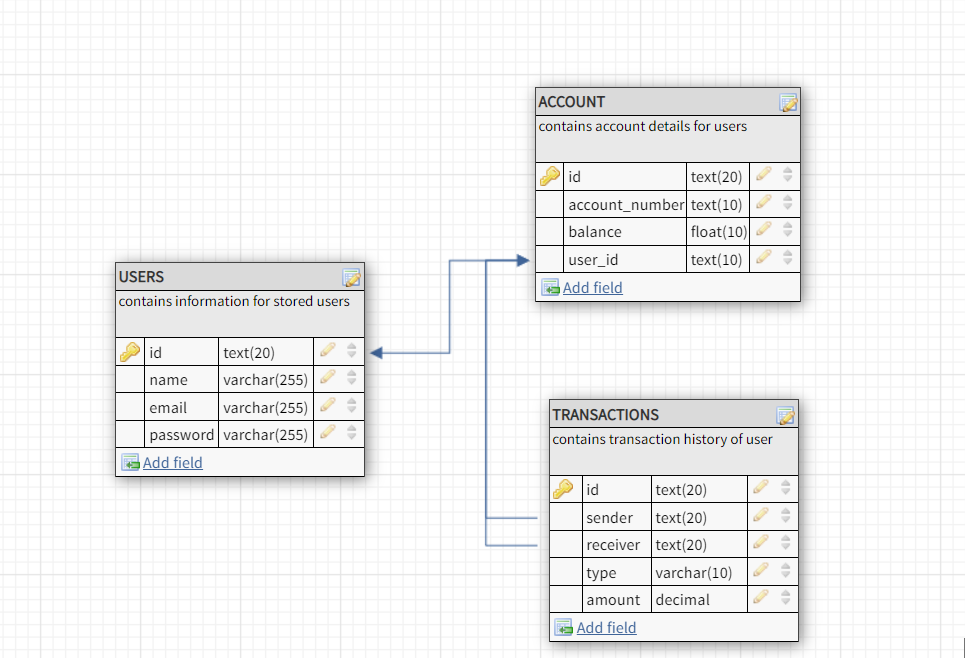 ACCOUNT
contains account details for users
id text(20)
account_number text(10)
balance float(10)
user_id text(10)
Add field
USERS
contains information for stored users
id text(20)
name varchar(255)
email varchar(255)
password varchar(255)
Add field
TRANSACTIONS
contains transaction history of user
id text(20)
sender text(20)
receiver text(20)
type varchar(10)
amount decimal
Add field